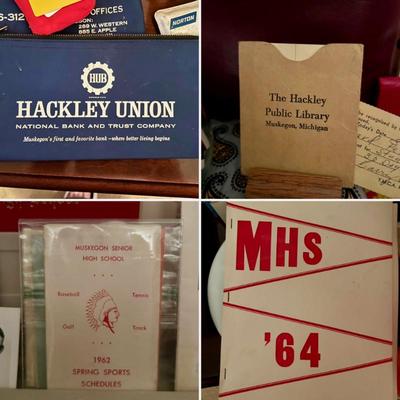 5-312
OFFICES
289 W. WESTERN
885 E. APPLE
NORTON
HUB
HACKLEY UNION
NATIONAL BANK AND TRUST COMPANY
Muskegon's first and favorite bank—where better living begins
The Hackley
Public Library
Muskegon, Michigan
MUSKEGON SENIOR
HIGH SCHOOL
Baseball
Tennis
Golf
Track
1962
SPRING SPORTS
SCHEDULES
MHS
'64